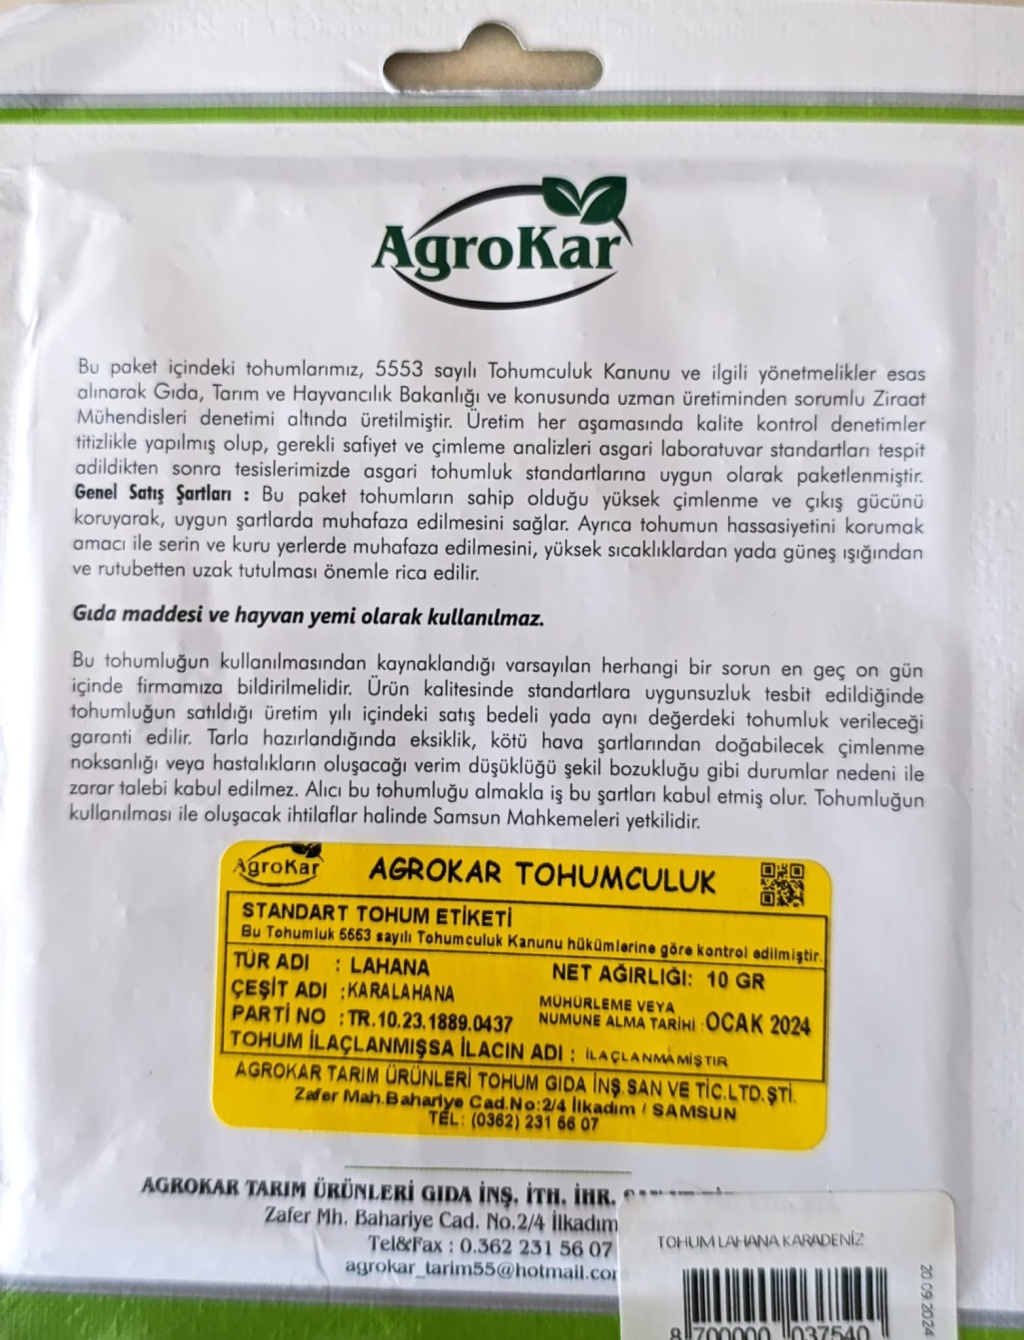 AgroKar
Bu paket içindeki tohumlarımız, 5553 sayılı Tohumculuk Kanunu ve ilgili yönetmelikler esas
alınarak Gıda, Tarım ve Hayvancılık Bakanlığı ve konusunda uzman üretiminden sorumlu Ziraat
Mühendisleri denetimi altında üretilmiştir. Üretim her aşamasında kalite kontrol denetimler
titizlikle yapılmış olup, gerekli safiyet ve çimleme analizleri asgari laboratuvar standartları tespit
adildikten sonra tesislerimizde asgari tohumluk standartlarına uygun olarak paketlenmiştir.
Genel Satış Şartları : Bu paket tohumların sahip olduğu yüksek çimlenme ve çıkış gücünü
koruyarak, uygun şartlarda muhafaza edilmesini sağlar. Ayrıca tohumun hassasiyetini korumak
amacı ile serin ve kuru yerlerde muhafaza edilmesini, yüksek sıcaklıklardan yada güneş ışığından
ve rutubetten uzak tutulması önemle rica edilir.
Gıda maddesi ve hayvan yemi olarak kullanılmaz.
Bu tohumluğun kullanılmasından kaynaklandığı varsayılan herhangi bir sorun en geç on gün
içinde firmamıza bildirilmelidir. Ürün kalitesinde standartlara uygunsuzluk tesbit edildiğinde
tohumluğun satıldığı üretim yılı içindeki satış bedeli yada aynı değerdeki tohumluk verileceği
garanti edilir. Tarla hazırlandığında eksiklik, kötü hava şartlarından doğabilecek çimlenme
noksanlığı veya hastalıkların oluşacağı verim düşüklüğü şekil bozukluğu gibi durumlar nedeni ile
zarar talebi kabul edilmez. Alıcı bu tohumluğu almakla iş bu şartları kabul etmiş olur. Tohumluğun
kullanılması ile oluşacak ihtilaflar halinde Samsun Mahkemeleri yetkilidir.
AgroKar AGROKAR TOHUMCULUK
STANDART TOHUM ETİKETİ
Bu Tohumluk 5553 sayılı Tohumculuk Kanunu hükümlerine göre kontrol edilmiştir.
TÜR ADI : LAHANA NET AĞIRLIĞI: 10 GR
ÇEŞİT ADI :KARALAHANA MÜHÜRLEME VEYA
PARTİ NO :TR.10.23.1889.0437 NUMUNE ALMA TARİHİ :OCAK 2024
TOHUM İLAÇLANMIŞSA İLACIN ADI : İLAÇLANMAMIŞTIR
AGROKAR TARIM ÜRÜNLERİ TOHUM GIDA İNŞ.SAN VE TİC.LTD.ŞTİ.
Zafer Mah.Bahariye Cad.No:2/4 İlkadım / SAMSUN
TEL: (0362) 231 56 07
AGROKAR TARIM ÜRÜNLERİ GIDA İNŞ. İTH. İHR.
Zafer Mh. Bahariye Cad. No.2/4 İlkadım
Tel&Fax : 0.362 231 56 07
agrokar_tarim55@hotmail.com
TOHUM LAHANA KARADENİZ
20.09.2024
8 700000 037540